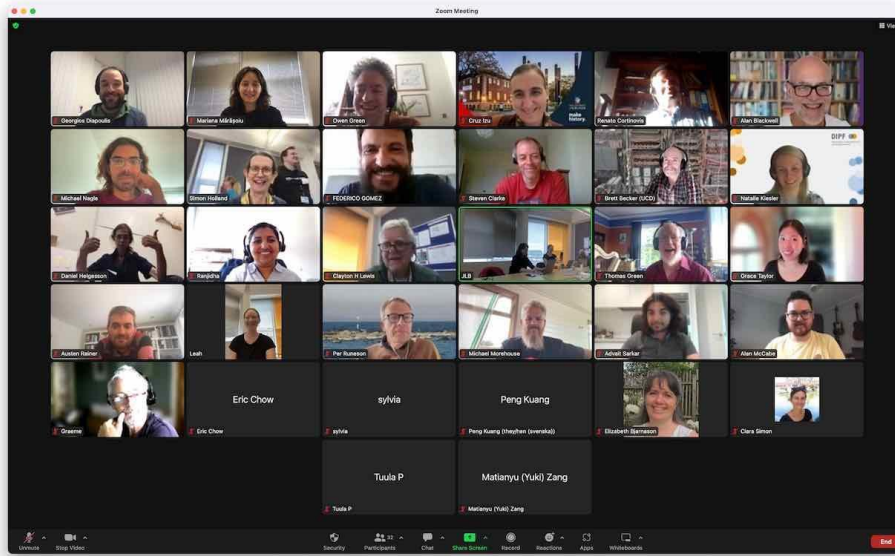 Zoom Meeting
Georgios Diapoulis
Mariana Mărășoiu
Owen Green
Cruz Izu
make
history.
Renato Cortinovis
Alan Blackwell
Michael Nagle
Simon Holland
FEDERICO GOMEZ
Steven Clarke
Brett Becker (UCD)
DIPF
Natalie Kiesler
Daniel Helgesson
Ranjidha
Clayton H Lewis
JLB
Thomas Green
Grace Taylor
Austen Rainer
Leah
Per Runeson
Michael Morehouse
Advait Sarkar
Alan McCabe
Graeme
Eric Chow
Eric Chow
sylvia
sylvia
Peng Kuang
Peng Kuang (they/hen (svenska))
Elizabeth Bjarnason
Clara Simon
Tuula P
Tuula P
Matianyu (Yuki) Zang
Matianyu (Yuki) Zang
Unmute
Stop Video
Security
32
Participants
Chat
Share Screen
Record
Reactions
Apps
Whiteboards
End